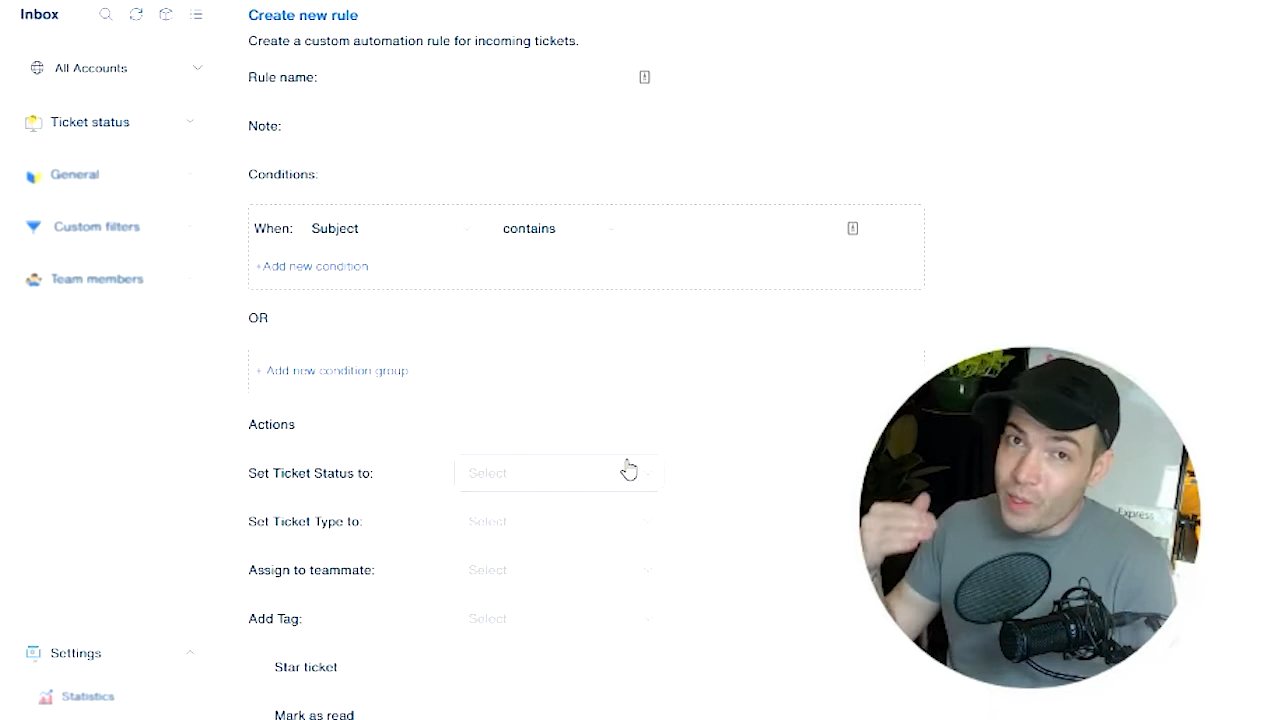 Inbox
All Accounts
Ticket status
General
Custom filters
Team members
Settings
Statistics
Create new rule
Create a custom automation rule for incoming tickets.
Rule name:
Note:
Conditions:
When: Subject contains
+Add new condition
OR
+ Add new condition group
Actions
Set Ticket Status to: Select
Set Ticket Type to: Select
Assign to teammate: Select
Add Tag: Select
Star ticket
Mark as read
Express